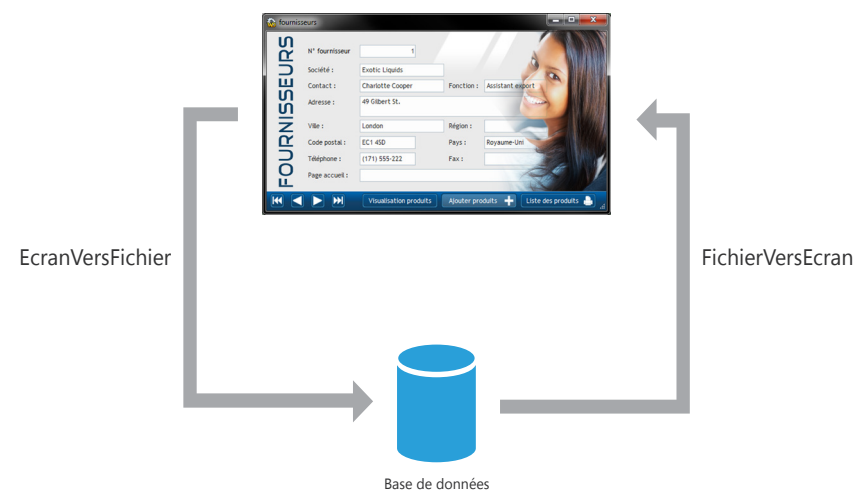 fournisseurs
FOURNISSEURS
N° fournisseur 1
Société : Exotic Liquids
Contact : Charlotte Cooper Fonction : Assistant export
Adresse : 49 Gilbert St.
Ville : London Région :
Code postal : EC1 4SD Pays : Royaume-Uni
Téléphone : (171) 555-222 Fax :
Page accueil :
Visualisation produits Ajouter produits Liste des produits
EcranVersFichier
FichierVersEcran
Base de données